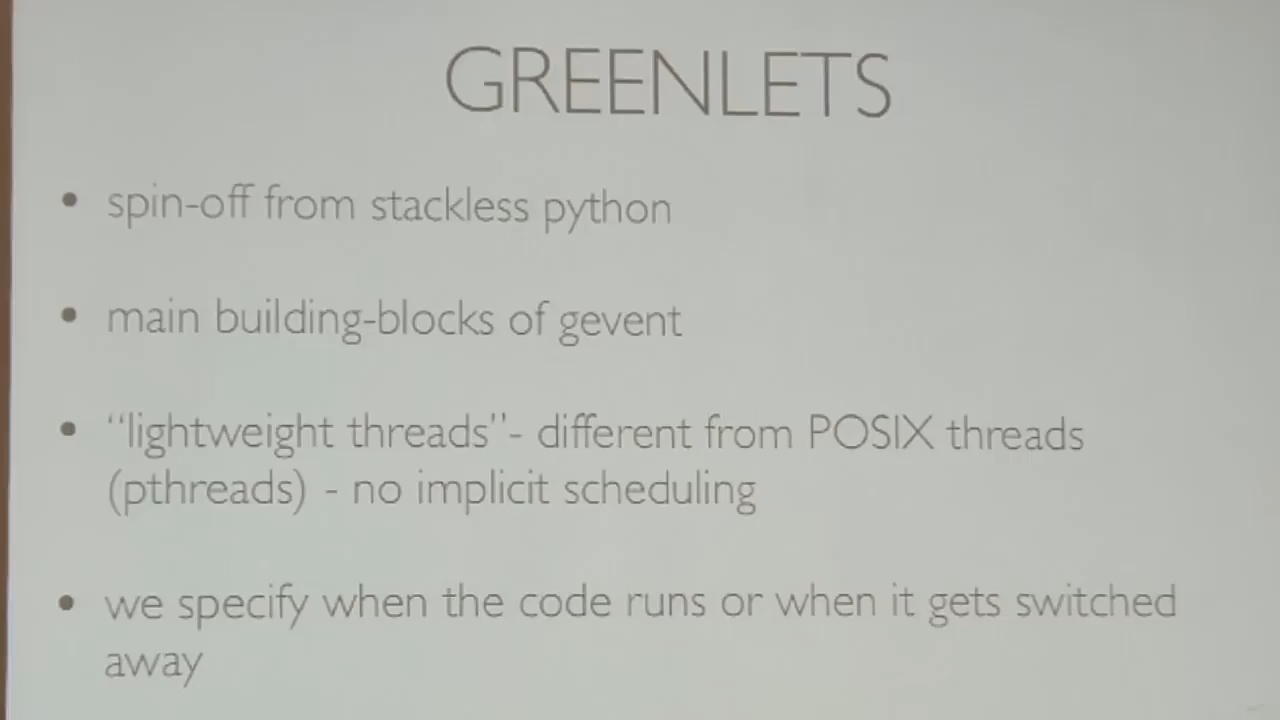 GREENLETS
• spin-off from stackless python
• main building-blocks of gevent
• “lightweight threads”- different from POSIX threads
(pthreads) - no implicit scheduling
• we specify when the code runs or when it gets switched
away